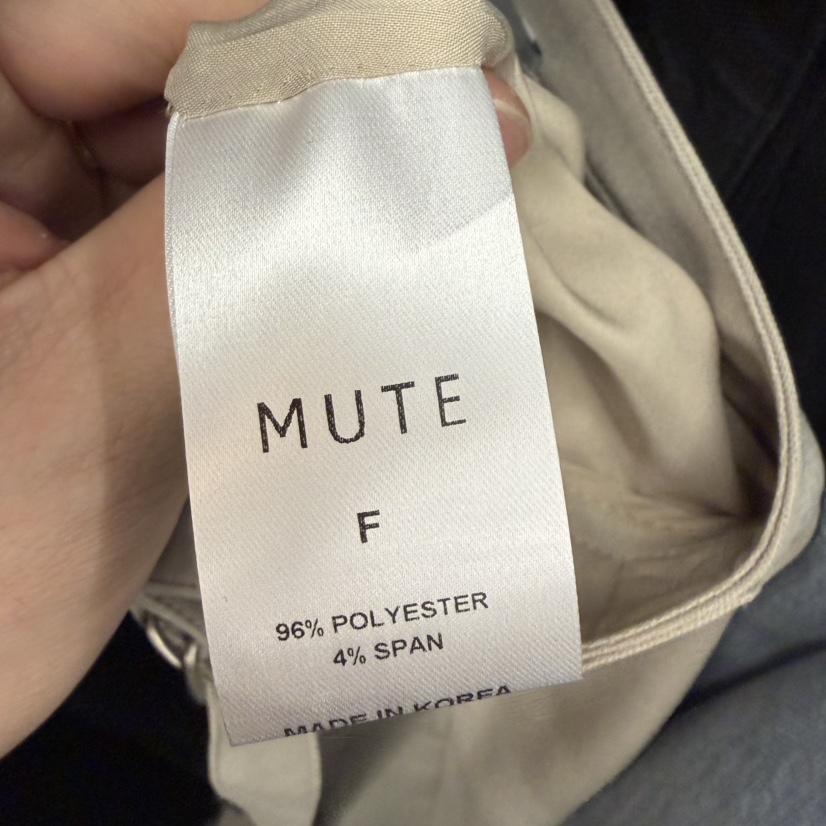 MUTE
F
96% POLYESTER
4% SPAN
MADE IN KOREA